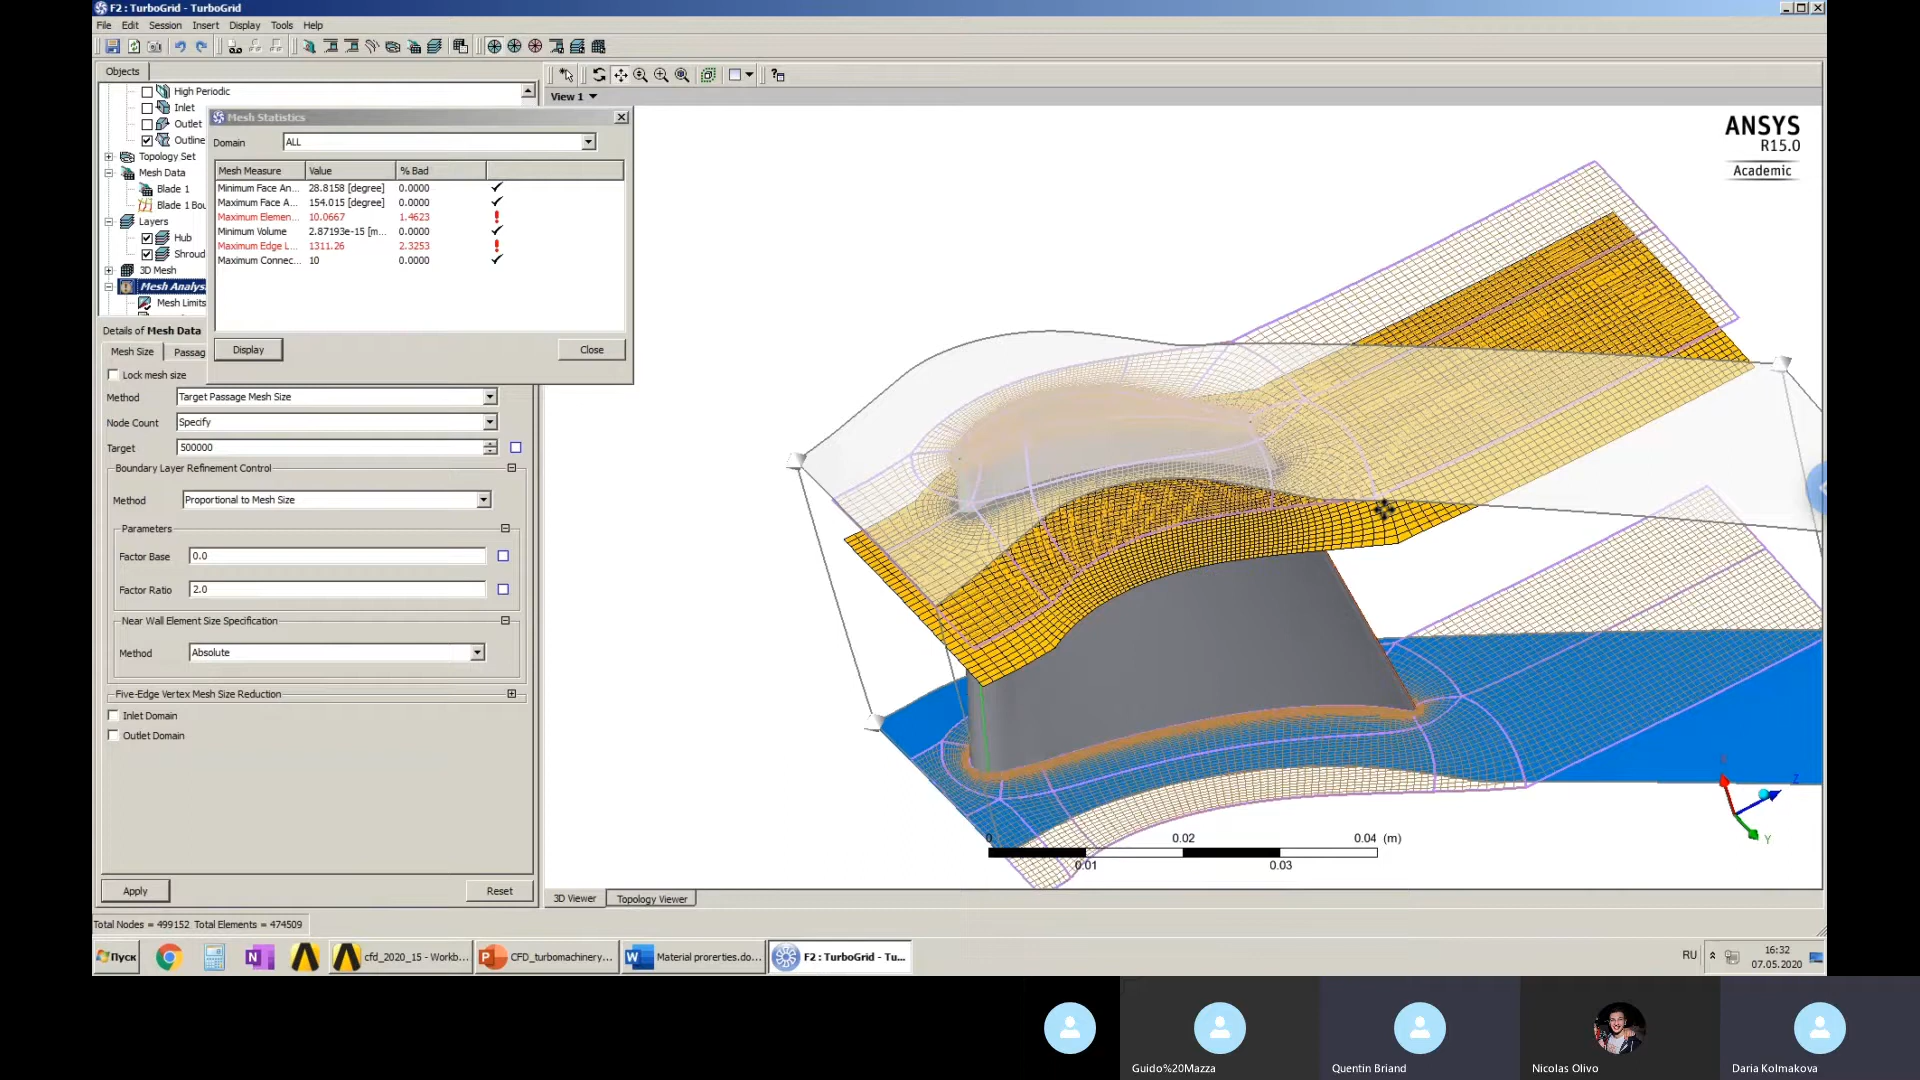 F2 : TurboGrid - TurboGrid
File Edit Session Insert Display Tools Help
Objects
High Periodic
Inlet
Outlet
Outline
Topology Set
Mesh Data
Blade 1
Blade 1 Bou
Layers
Hub
Shroud
3D Mesh
Mesh Analys
Mesh Limits
Mesh Statistics
Domain ALL
Mesh Measure Value % Bad
Minimum Face An... 28.8158 [degree] 0.0000
Maximum Face A... 154.015 [degree] 0.0000
Maximum Elemen... 10.0667 1.4623
Minimum Volume 2.87193e-15 [m... 0.0000
Maximum Edge L... 1311.26 2.3253
Maximum Connec... 10 0.0000
Display Close
Details of Mesh Data
Mesh Size Passag
Lock mesh size
Method Target Passage Mesh Size
Node Count Specify
Target 500000
Boundary Layer Refinement Control
Method Proportional to Mesh Size
Parameters
Factor Base 0.0
Factor Ratio 2.0
Near Wall Element Size Specification
Method Absolute
Five-Edge Vertex Mesh Size Reduction
Inlet Domain
Outlet Domain
Apply Reset
View 1
ANSYS
R15.0
Academic
Z
Y
0 0.02 0.04 (m)
0.01 0.03
3D Viewer Topology Viewer
Total Nodes = 499152 Total Elements = 474509
Пуск
cfd_2020_15 - Workb...
CFD_turbomachinery...
Material prorerties.do...
F2 : TurboGrid - Tu...
RU
16:32
07.05.2020
Guido%20Mazza
Quentin Briand
Nicolas Olivo
Daria Kolmakova